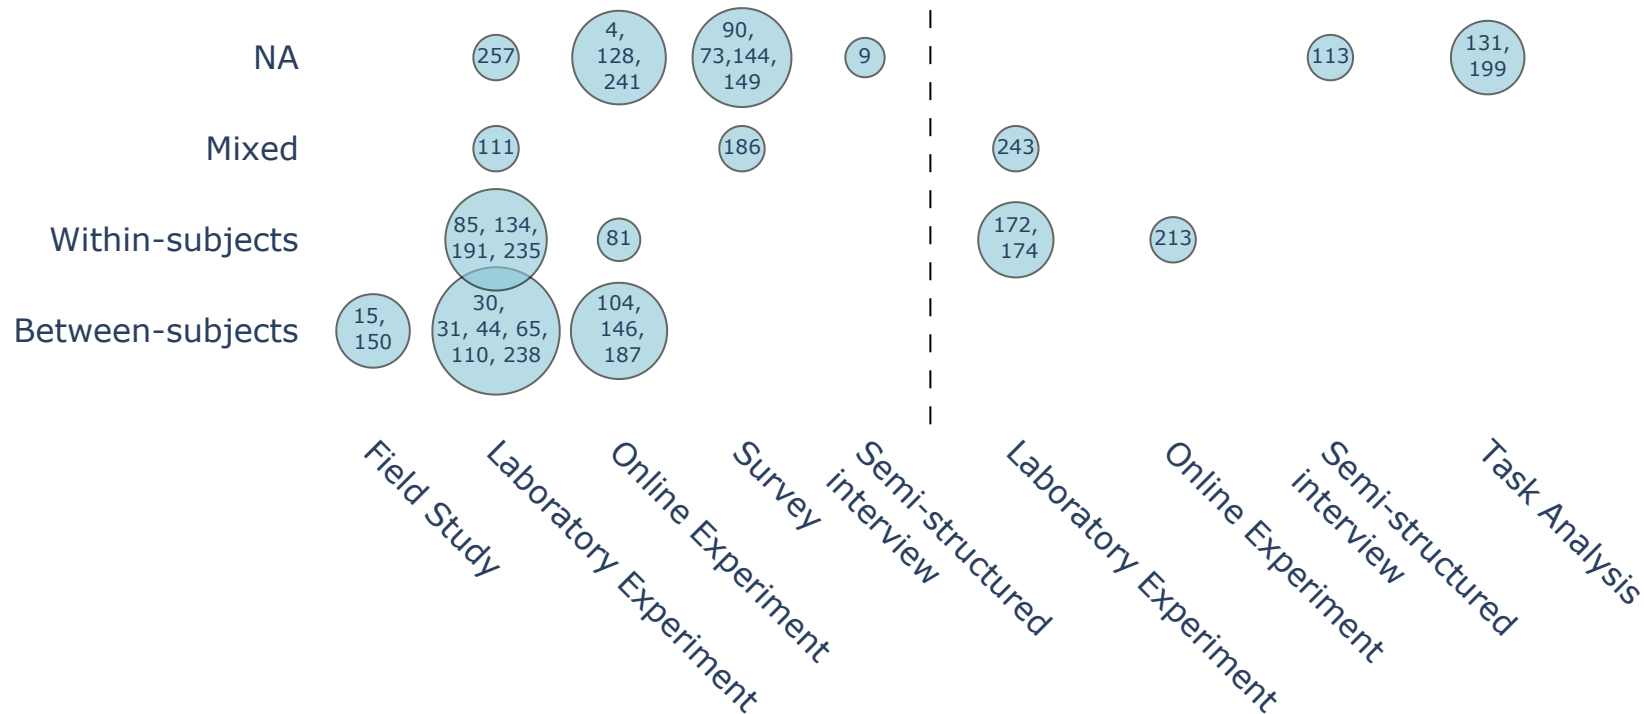 NA
257
4,
128,
241
90,
73,144,
149
9
113
131,
199
Mixed
111
186
243
Within-subjects
85, 134,
191, 235
81
172,
174
213
Between-subjects
15,
150
30,
31, 44, 65,
110, 238
104,
146,
187
Field Study
Laboratory Experiment
Online Experiment
Survey
Semi-structured
interview
Laboratory Experiment
Online Experiment
Semi-structured
interview
Task Analysis